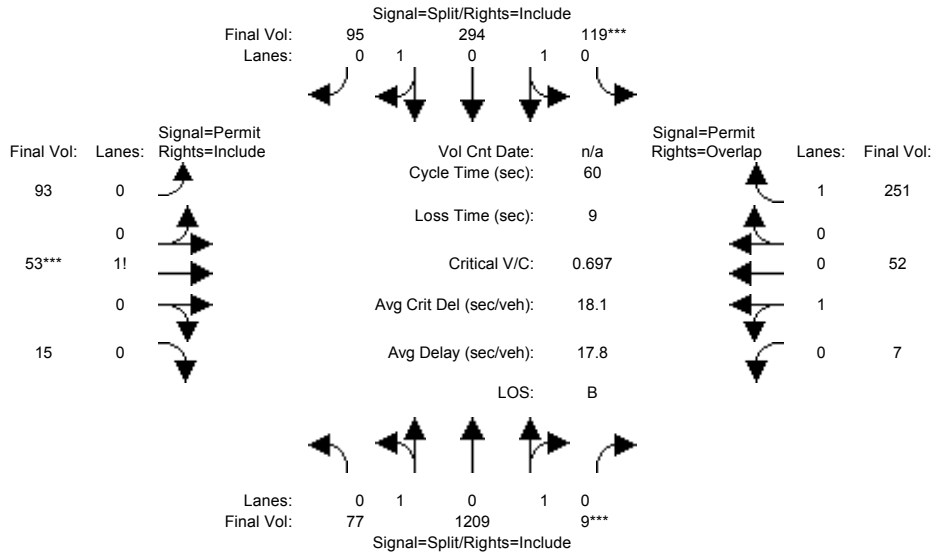 Signal=Split/Rights=Include
Final Vol: 95 294 119***
Lanes: 0 1 0 1 0
Signal=Permit Signal=Permit
Final Vol: Lanes: Rights=Include Vol Cnt Date: n/a Rights=Overlap Lanes: Final Vol:
Cycle Time (sec): 60
93 0 1 251
Loss Time (sec): 9
0 0
53*** 1! Critical V/C: 0.697 0 52
0 Avg Crit Del (sec/veh): 18.1 1
15 0 Avg Delay (sec/veh): 17.8 0 7
LOS: B
Lanes: 0 1 0 1 0
Final Vol: 77 1209 9***
Signal=Split/Rights=Include